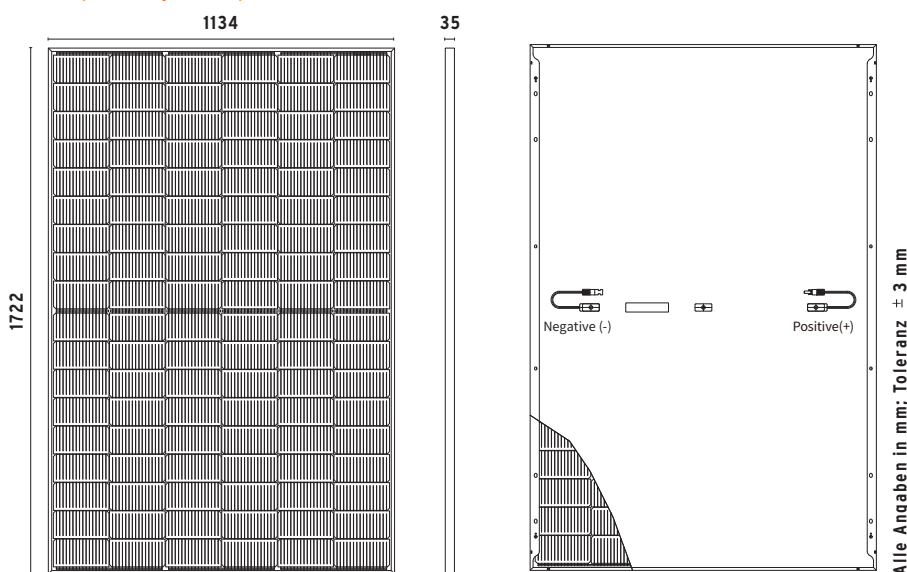 1134
35
1722
Negative (-)
Positive(+)
Alle Angaben in mm; Toleranz ± 3 mm